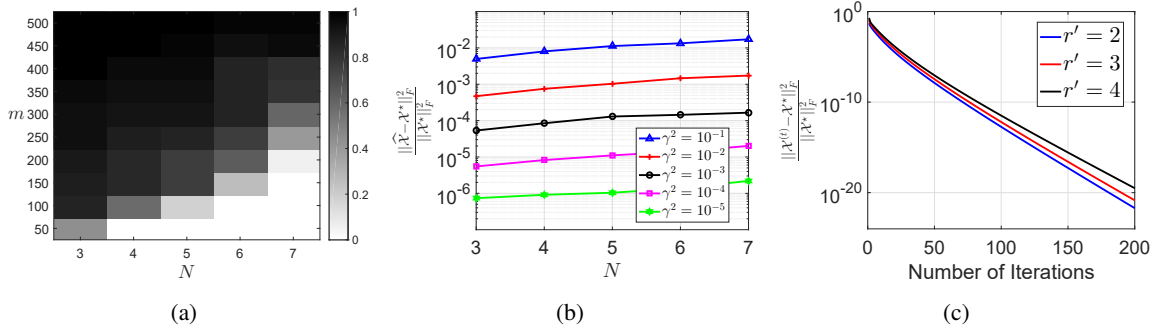 525
450
400
350
m 300
250
200
150
100
50
3 4 5 6 7
N
1
0.8
0.6
0.4
0.2
0
(a)
||X̂−X*||²_F / ||X*||²_F
10^-2
10^-3
10^-4
10^-5
10^-6
γ² = 10^-1
γ² = 10^-2
γ² = 10^-3
γ² = 10^-4
γ² = 10^-5
3 4 5 6 7
N
(b)
||X^(t)−X*||²_F / ||X*||²_F
10^0
10^-10
10^-20
r′ = 2
r′ = 3
r′ = 4
0 50 100 150 200
Number of Iterations
(c)